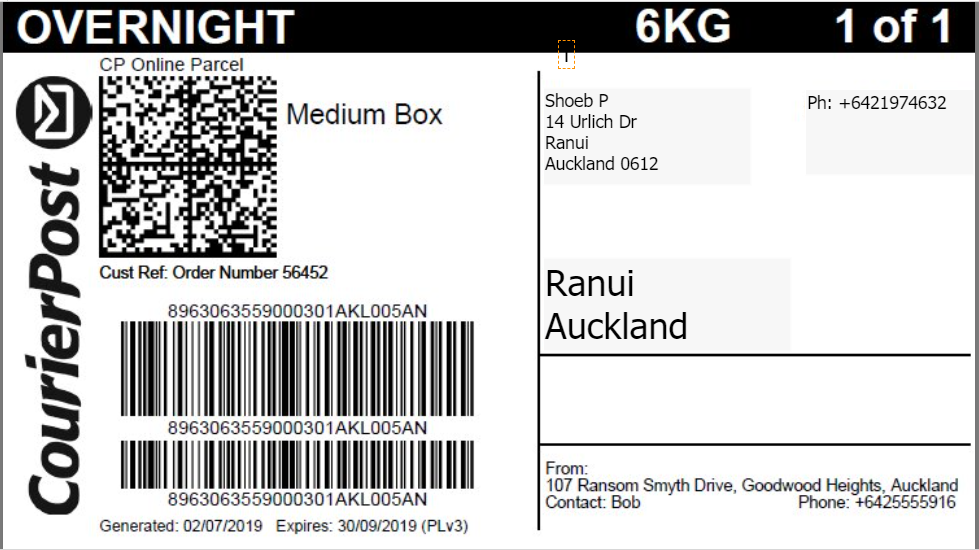 OVERNIGHT 6KG 1 of 1
CourierPost
CP Online Parcel
Medium Box
Cust Ref: Order Number 56452
8963063559000301AKL005AN
8963063559000301AKL005AN
8963063559000301AKL005AN
Generated: 02/07/2019 Expires: 30/09/2019 (PLv3)
Shoeb P
14 Urlich Dr
Ranui
Auckland 0612
Ph: +6421974632
Ranui
Auckland
From:
107 Ransom Smyth Drive, Goodwood Heights, Auckland
Contact: Bob Phone: +6425555916